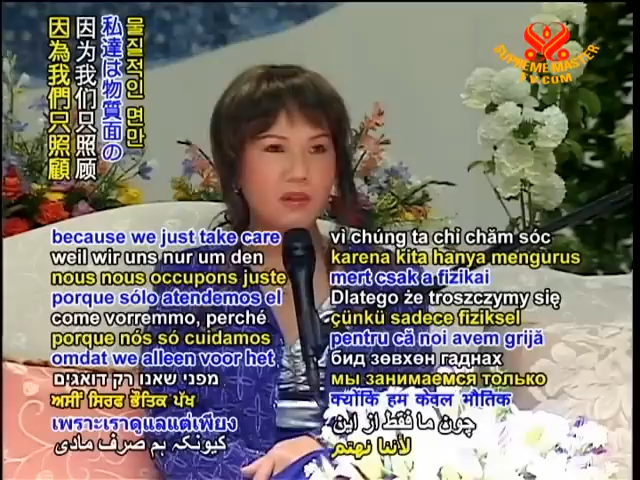 SUPREME MASTER
TV.COM
물질적인 면만
私達は物質面の
因为我们只照顾
因為我們只照顧
because we just take care
weil wir uns nur um den
nous nous occupons juste
porque sólo atendemos el
come vorremmo, perché
porque nós só cuidamos
omdat we alleen voor het
מפני שאנו רק דואגים
ਅਸੀਂ ਸਿਰਫ ਭੌਤਿਕ ਪੱਖ
เพราะเราดูแลแต่เพียง
کیونکہ ہم صرف مادی
vì chúng ta chỉ chăm sóc
karena kita hanya mengurus
mert csak a fizikai
Dlatego że troszczymy się
çünkü sadece fiziksel
pentru că noi avem grijă
бид зөвхөн гаднах
мы занимаемся только
क्योंकि हम केवल भौतिक
چون ما فقط از این
لأننا نهتم